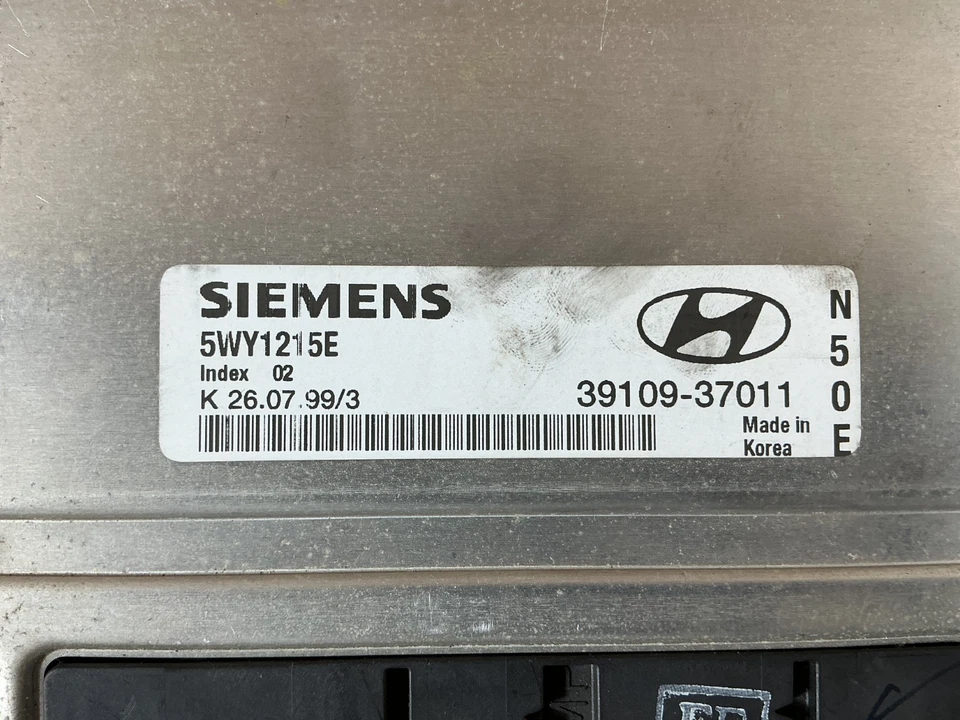 SIEMENS
5WY1215E
Index 02
K 26.07.99/3
39109-37011
Made in
Korea
N
5
0
E